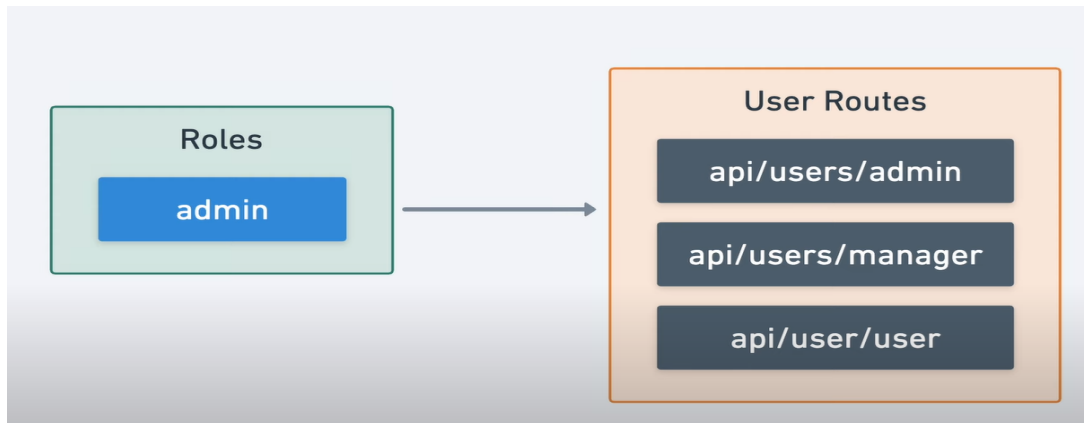 Roles
admin
User Routes
api/users/admin
api/users/manager
api/user/user